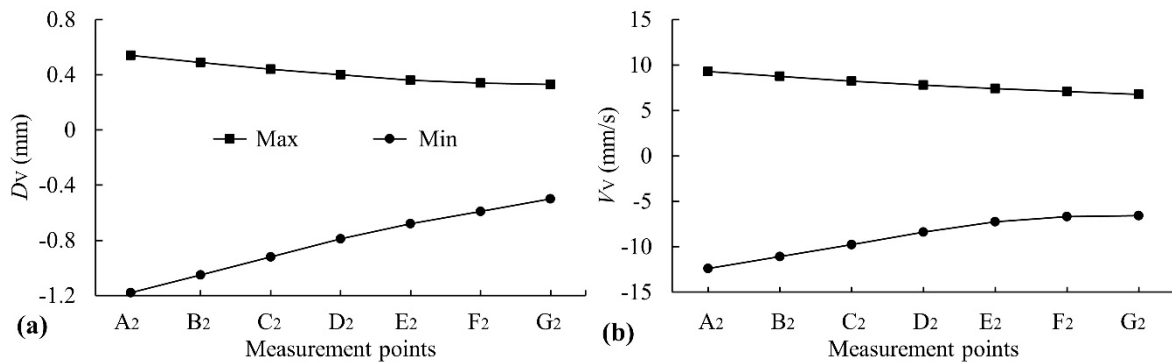 0.8
0.4
0
-0.4
-0.8
-1.2
DV (mm)
Max
Min
A2 B2 C2 D2 E2 F2 G2
Measurement points
(a)
15
10
5
0
-5
-10
-15
VV (mm/s)
A2 B2 C2 D2 E2 F2 G2
Measurement points
(b)